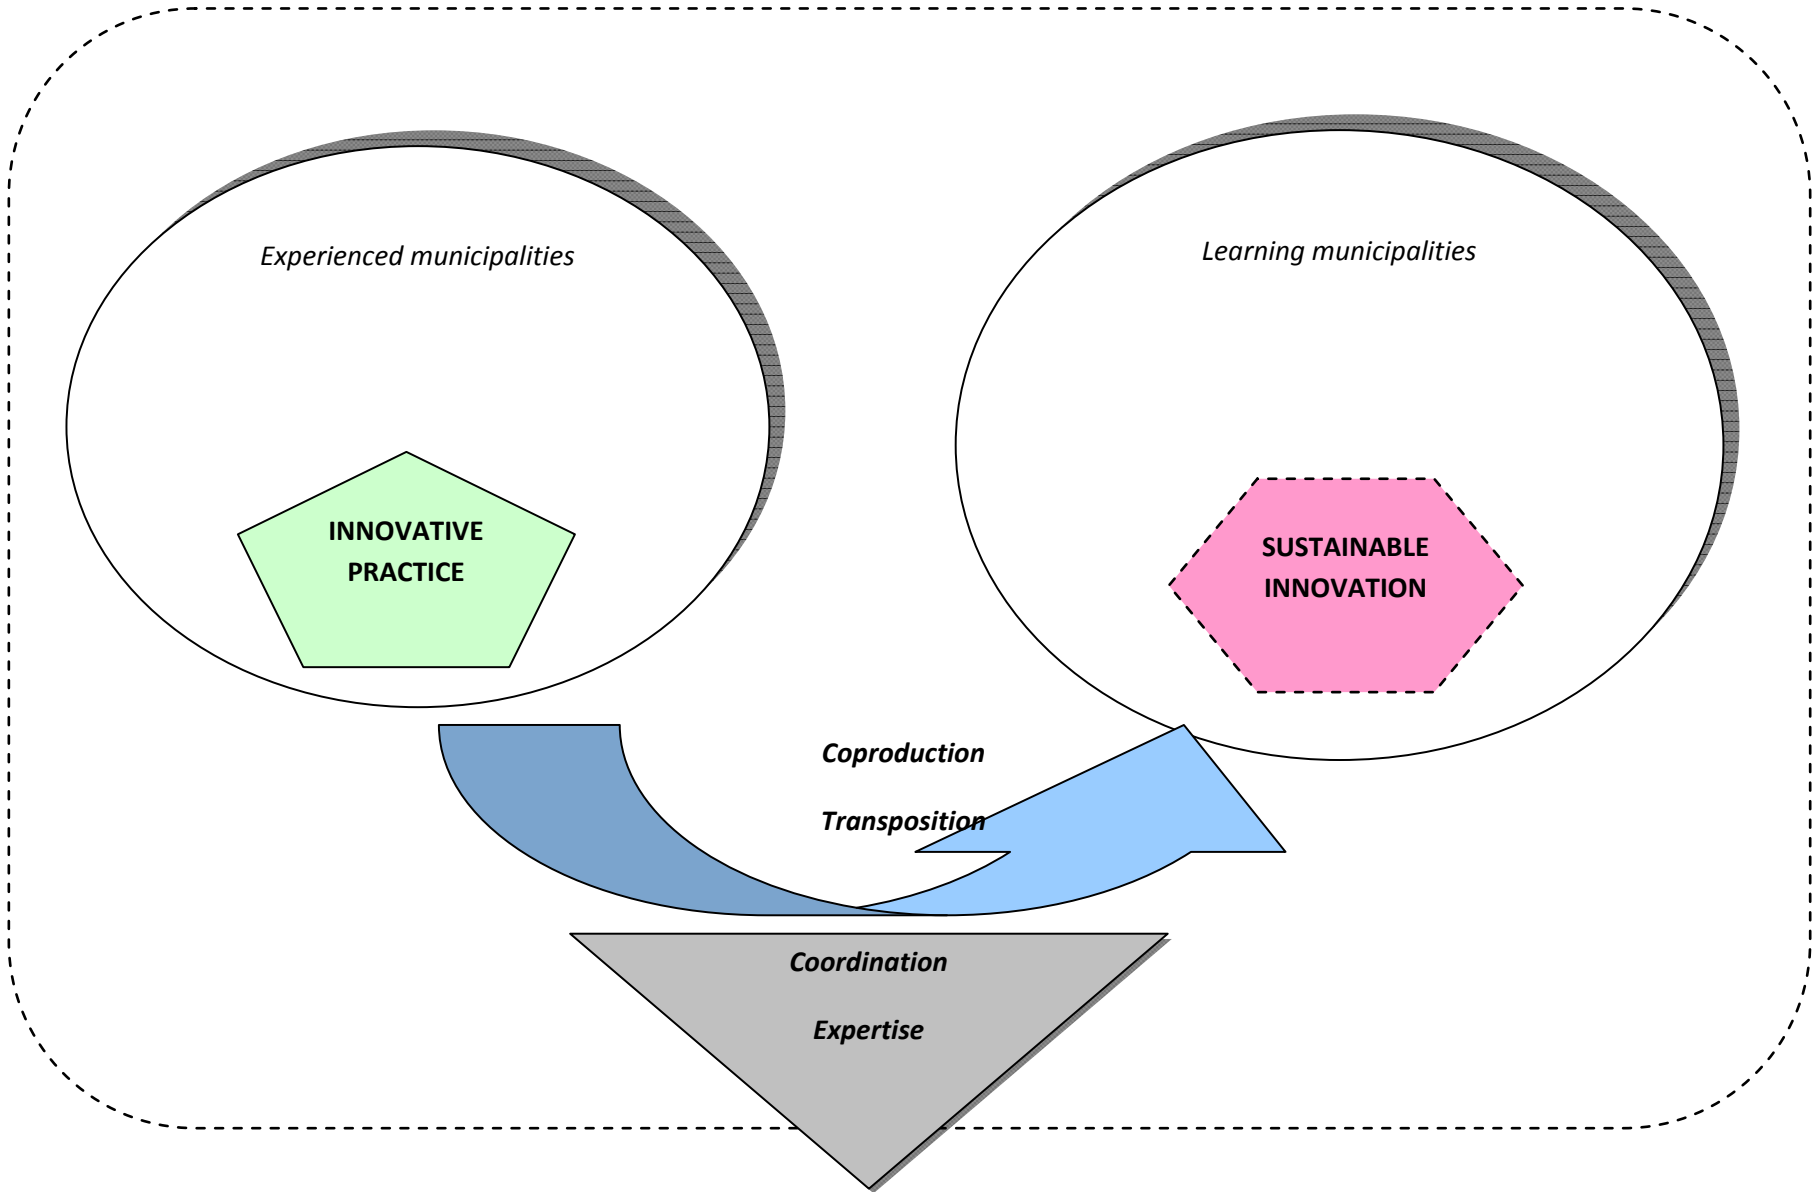 Experienced municipalities
Learning municipalities
INNOVATIVE
PRACTICE
SUSTAINABLE
INNOVATION
Coproduction
Transposition
Coordination
Expertise